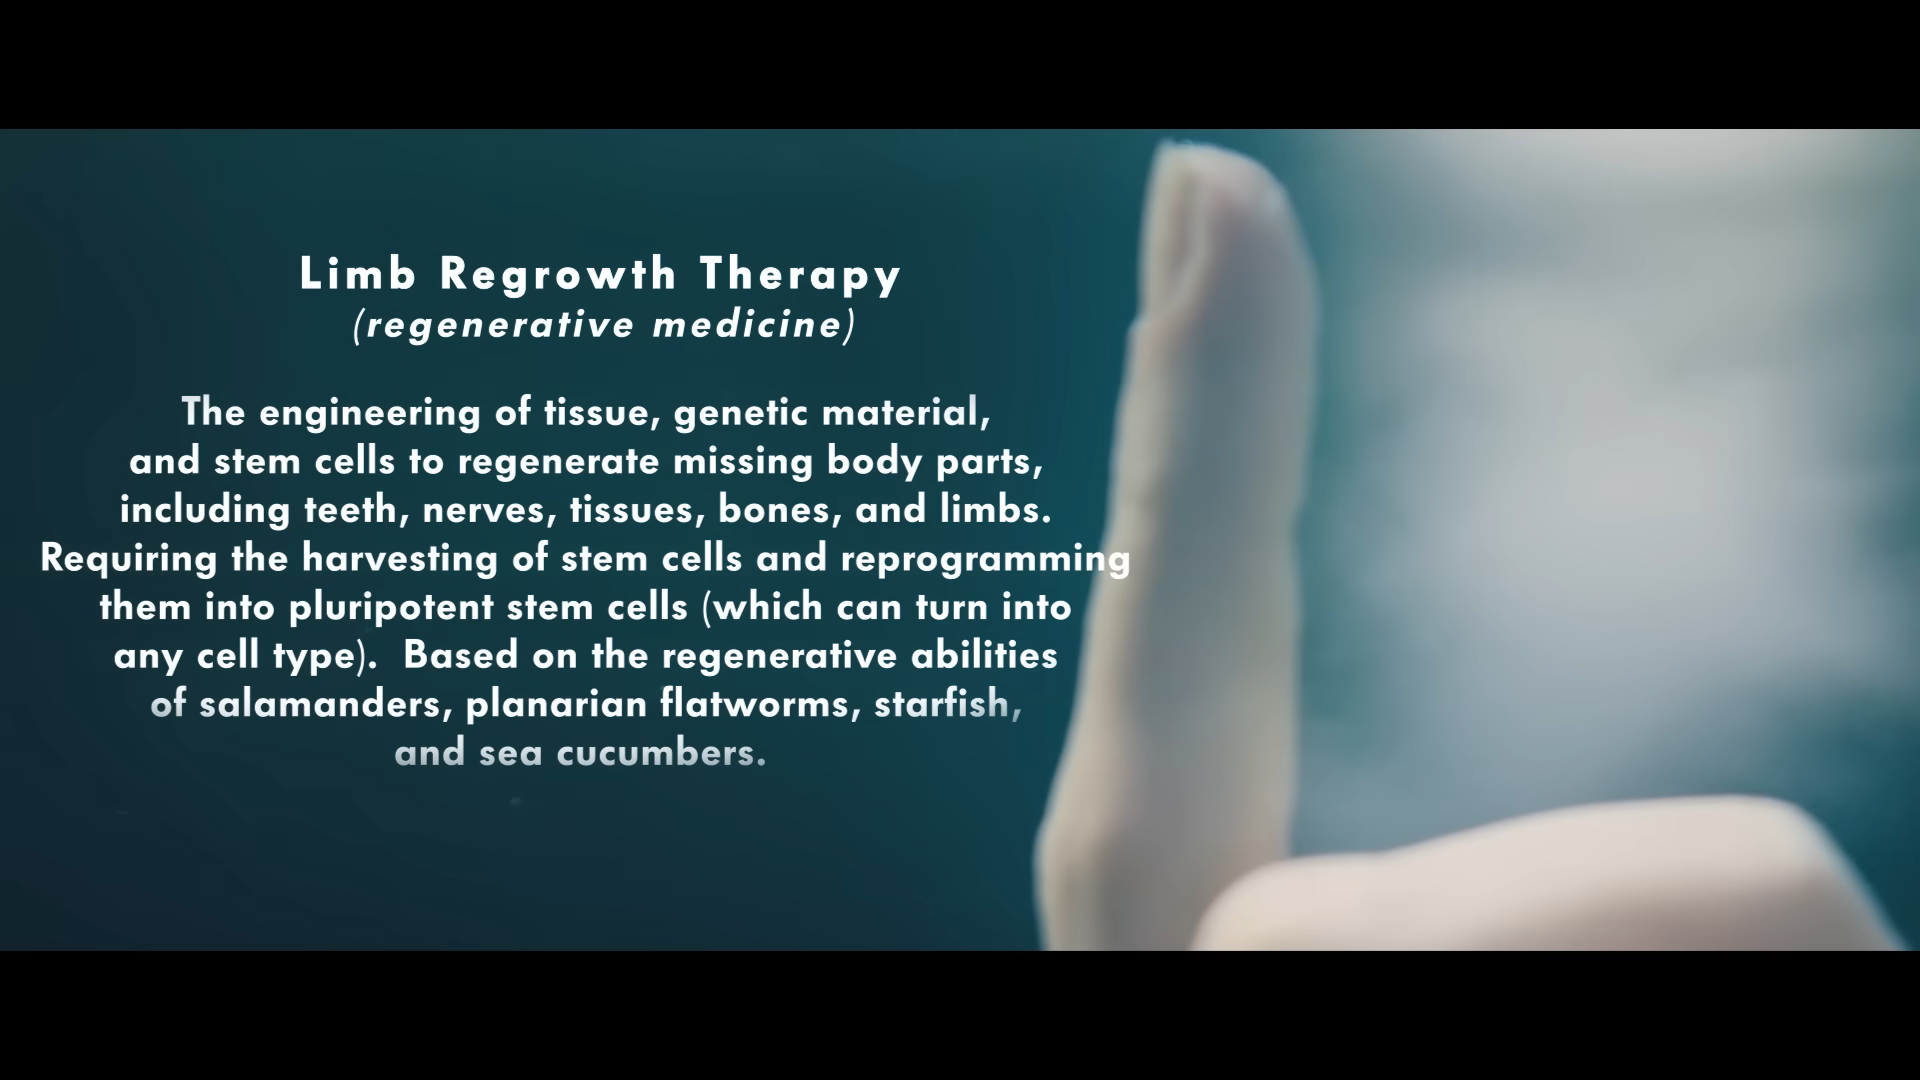 Limb Regrowth Therapy
(regenerative medicine)
The engineering of tissue, genetic material,
and stem cells to regenerate missing body parts,
including teeth, nerves, tissues, bones, and limbs.
Requiring the harvesting of stem cells and reprogramming
them into pluripotent stem cells (which can turn into
any cell type).  Based on the regenerative abilities
of salamanders, planarian flatworms, starfish,
and sea cucumbers.